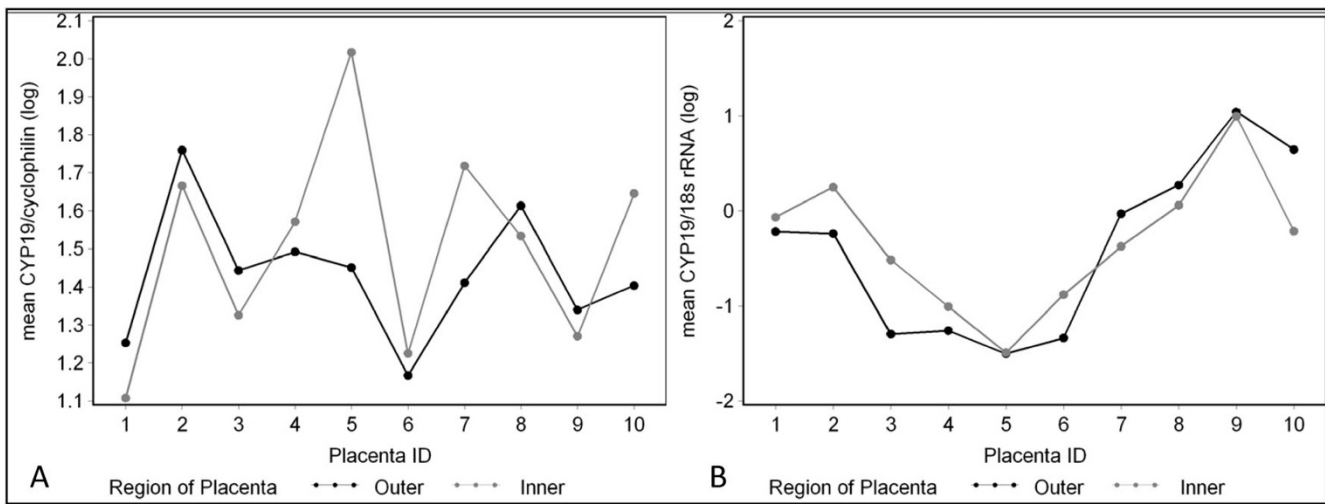 mean CYP19/cyclophilin (log)
2.1
2.0
1.9
1.8
1.7
1.6
1.5
1.4
1.3
1.2
1.1
1 2 3 4 5 6 7 8 9 10
Placenta ID
A
Region of Placenta Outer Inner
mean CYP19/18s rRNA (log)
2
1
0
-1
-2
1 2 3 4 5 6 7 8 9 10
Placenta ID
B
Region of Placenta Outer Inner